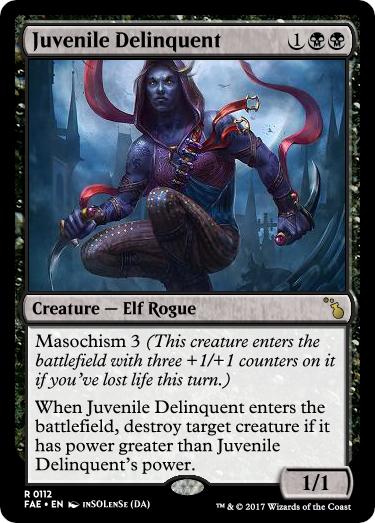 Juvenile Delinquent 1
Creature — Elf Rogue
Masochism 3 (This creature enters the
battlefield with three +1/+1 counters on it
if you've lost life this turn.)
When Juvenile Delinquent enters the
battlefield, destroy target creature if it
has power greater than Juvenile
Delinquent's power.
1/1
R 0112
FAE • EN inSOLenSe (DA)
™ & © 2017 Wizards of the Coast